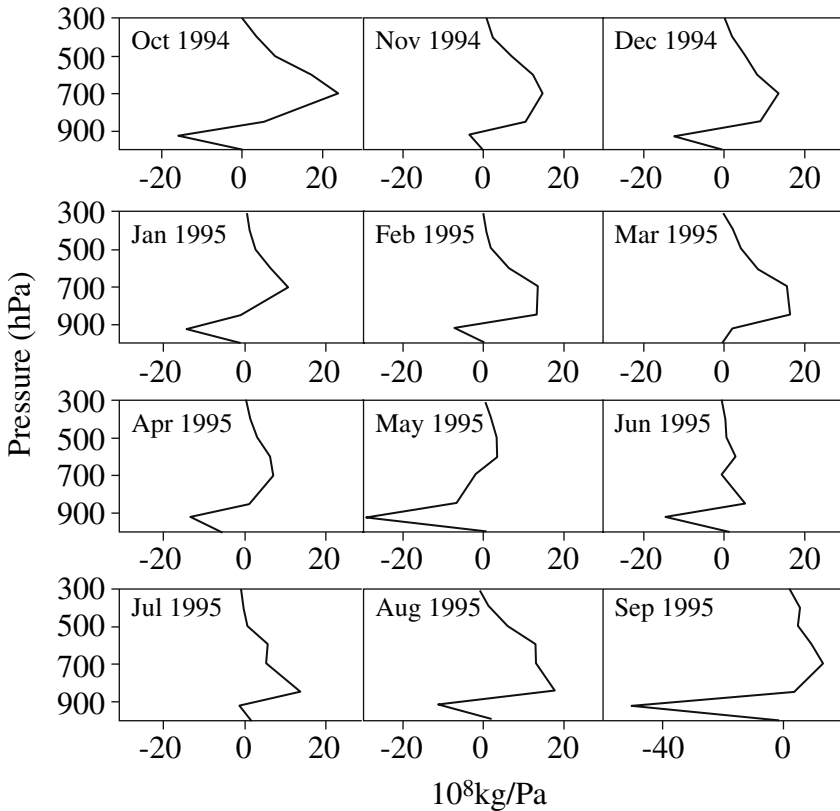 300
500
700
900
Oct 1994
Nov 1994
Dec 1994
-20 0 20 -20 0 20 -20 0 20
300
500
700
900
Jan 1995
Feb 1995
Mar 1995
-20 0 20 -20 0 20 -20 0 20
Pressure (hPa)
300
500
700
900
Apr 1995
May 1995
Jun 1995
-20 0 20 -20 0 20 -20 0 20
300
500
700
900
Jul 1995
Aug 1995
Sep 1995
-20 0 20 -20 0 20 -40 0
10⁸kg/Pa